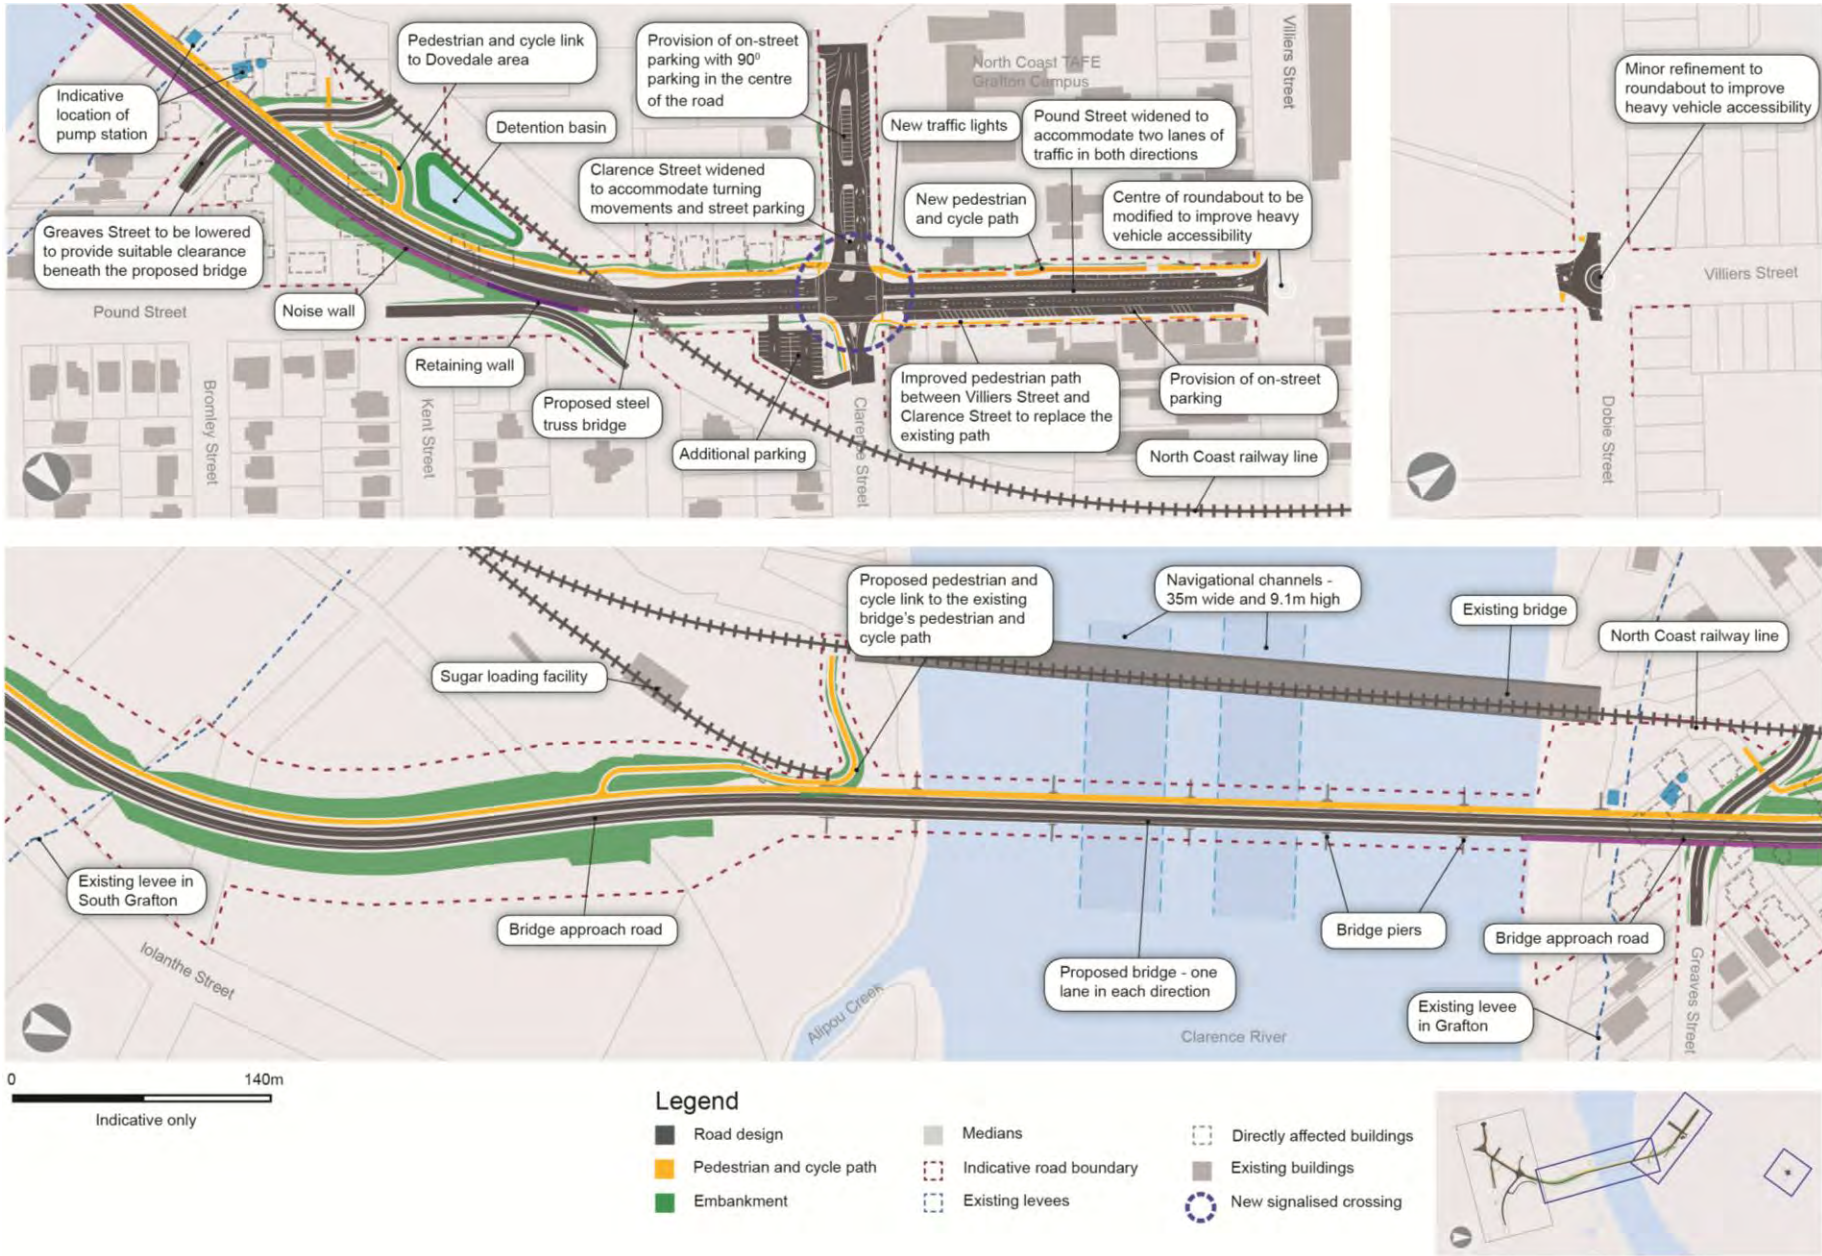 Pedestrian and cycle link
to Dovedale area
Provision of on-street
parking with 90⁰
parking in the centre
of the road
North Coast TAFE
Grafton Campus
Villiers Street
Indicative
location of
pump station
Detention basin
New traffic lights
Pound Street widened to
accommodate two lanes of
traffic in both directions
Clarence Street widened
to accommodate turning
movements and street parking
New pedestrian
and cycle path
Centre of roundabout to be
modified to improve heavy
vehicle accessibility
Greaves Street to be lowered
to provide suitable clearance
beneath the proposed bridge
Pound Street
Noise wall
Retaining wall
Proposed steel
truss bridge
Additional parking
Improved pedestrian path
between Villiers Street and
Clarence Street to replace the
existing path
Provision of on-street
parking
North Coast railway line
Bromley Street
Kent Street
Clarence Street
Minor refinement to
roundabout to improve
heavy vehicle accessibility
Villiers Street
Dobie Street
Proposed pedestrian and
cycle link to the existing
bridge's pedestrian and
cycle path
Navigational channels -
35m wide and 9.1m high
Existing bridge
North Coast railway line
Sugar loading facility
Existing levee in
South Grafton
Bridge approach road
Iolanthe Street
Alipou Creek
Proposed bridge - one
lane in each direction
Clarence River
Bridge piers
Bridge approach road
Existing levee
in Grafton
Greaves Street
0 140m
Indicative only
Legend
Road design
Pedestrian and cycle path
Embankment
Medians
Indicative road boundary
Existing levees
Directly affected buildings
Existing buildings
New signalised crossing